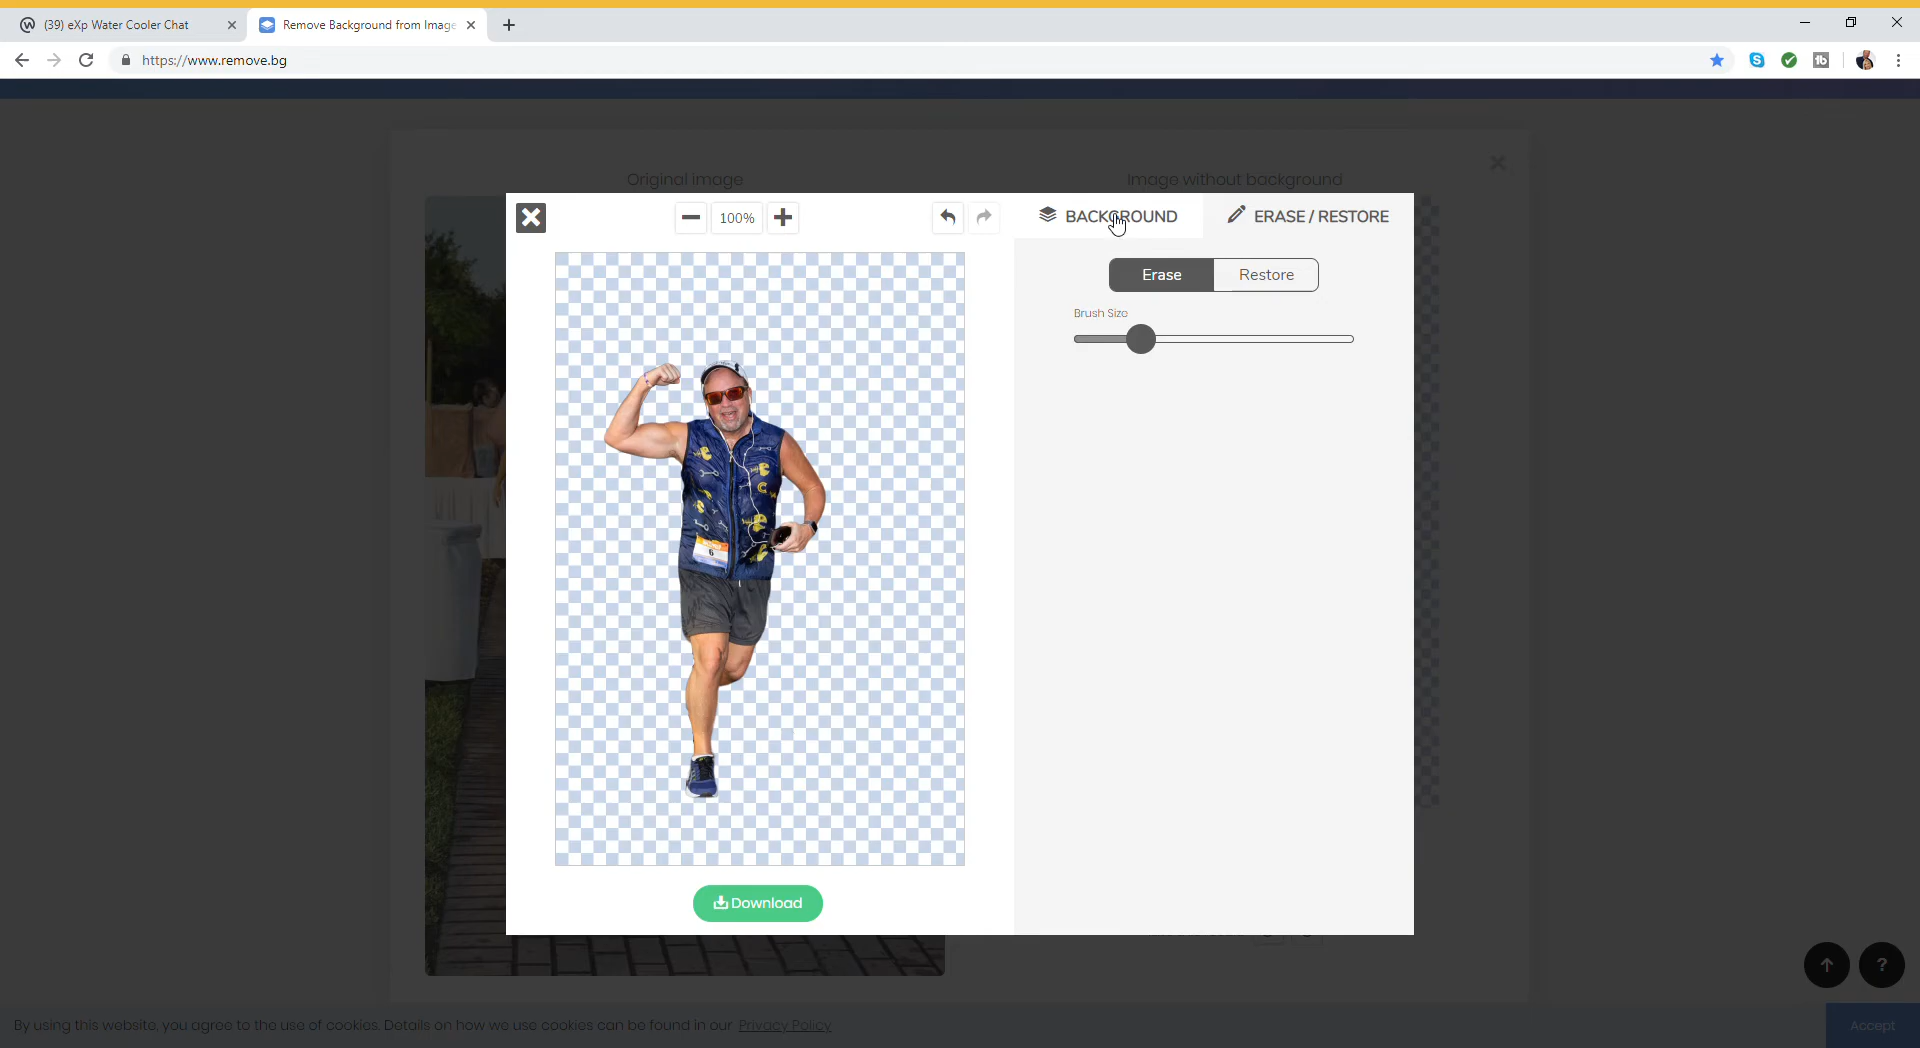 (39) eXp Water Cooler Chat
Remove Background from Image
https://www.remove.bg
Original image
Image without background
100%
BACKGROUND
ERASE / RESTORE
Erase
Restore
Brush Size
6
Download
By using this website, you agree to the use of cookies. Details on how we use cookies can be found in our Privacy Policy
Accept